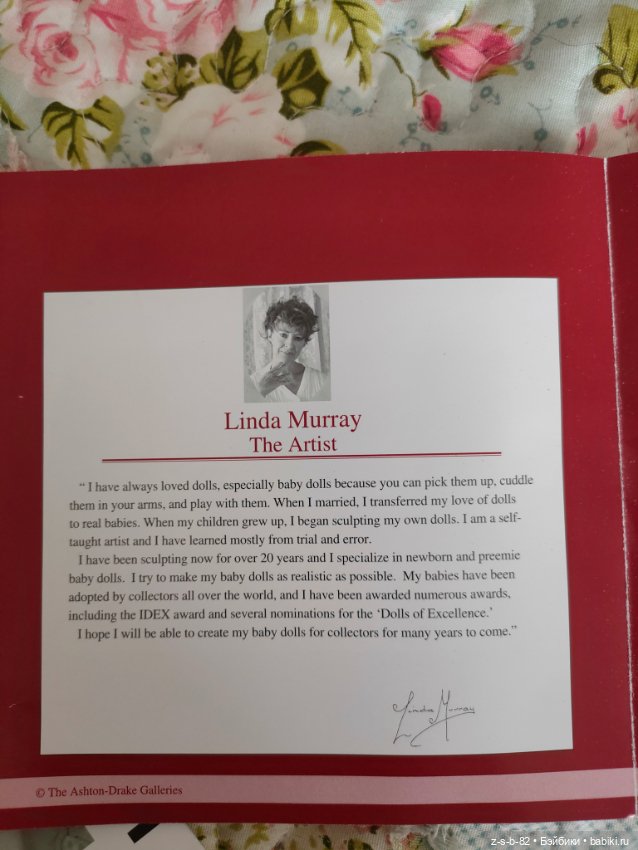 Linda Murray
The Artist
“ I have always loved dolls, especially baby dolls because you can pick them up, cuddle
them in your arms, and play with them. When I married, I transferred my love of dolls
to real babies. When my children grew up, I began sculpting my own dolls. I am a self-
taught artist and I have learned mostly from trial and error.
I have been sculpting now for over 20 years and I specialize in newborn and preemie
baby dolls. I try to make my baby dolls as realistic as possible. My babies have been
adopted by collectors all over the world, and I have been awarded numerous awards,
including the IDEX award and several nominations for the ‘Dolls of Excellence.’
I hope I will be able to create my baby dolls for collectors for many years to come.”
Linda Murray
© The Ashton-Drake Galleries
z-s-b-82 • Бэйбики • babiki.ru